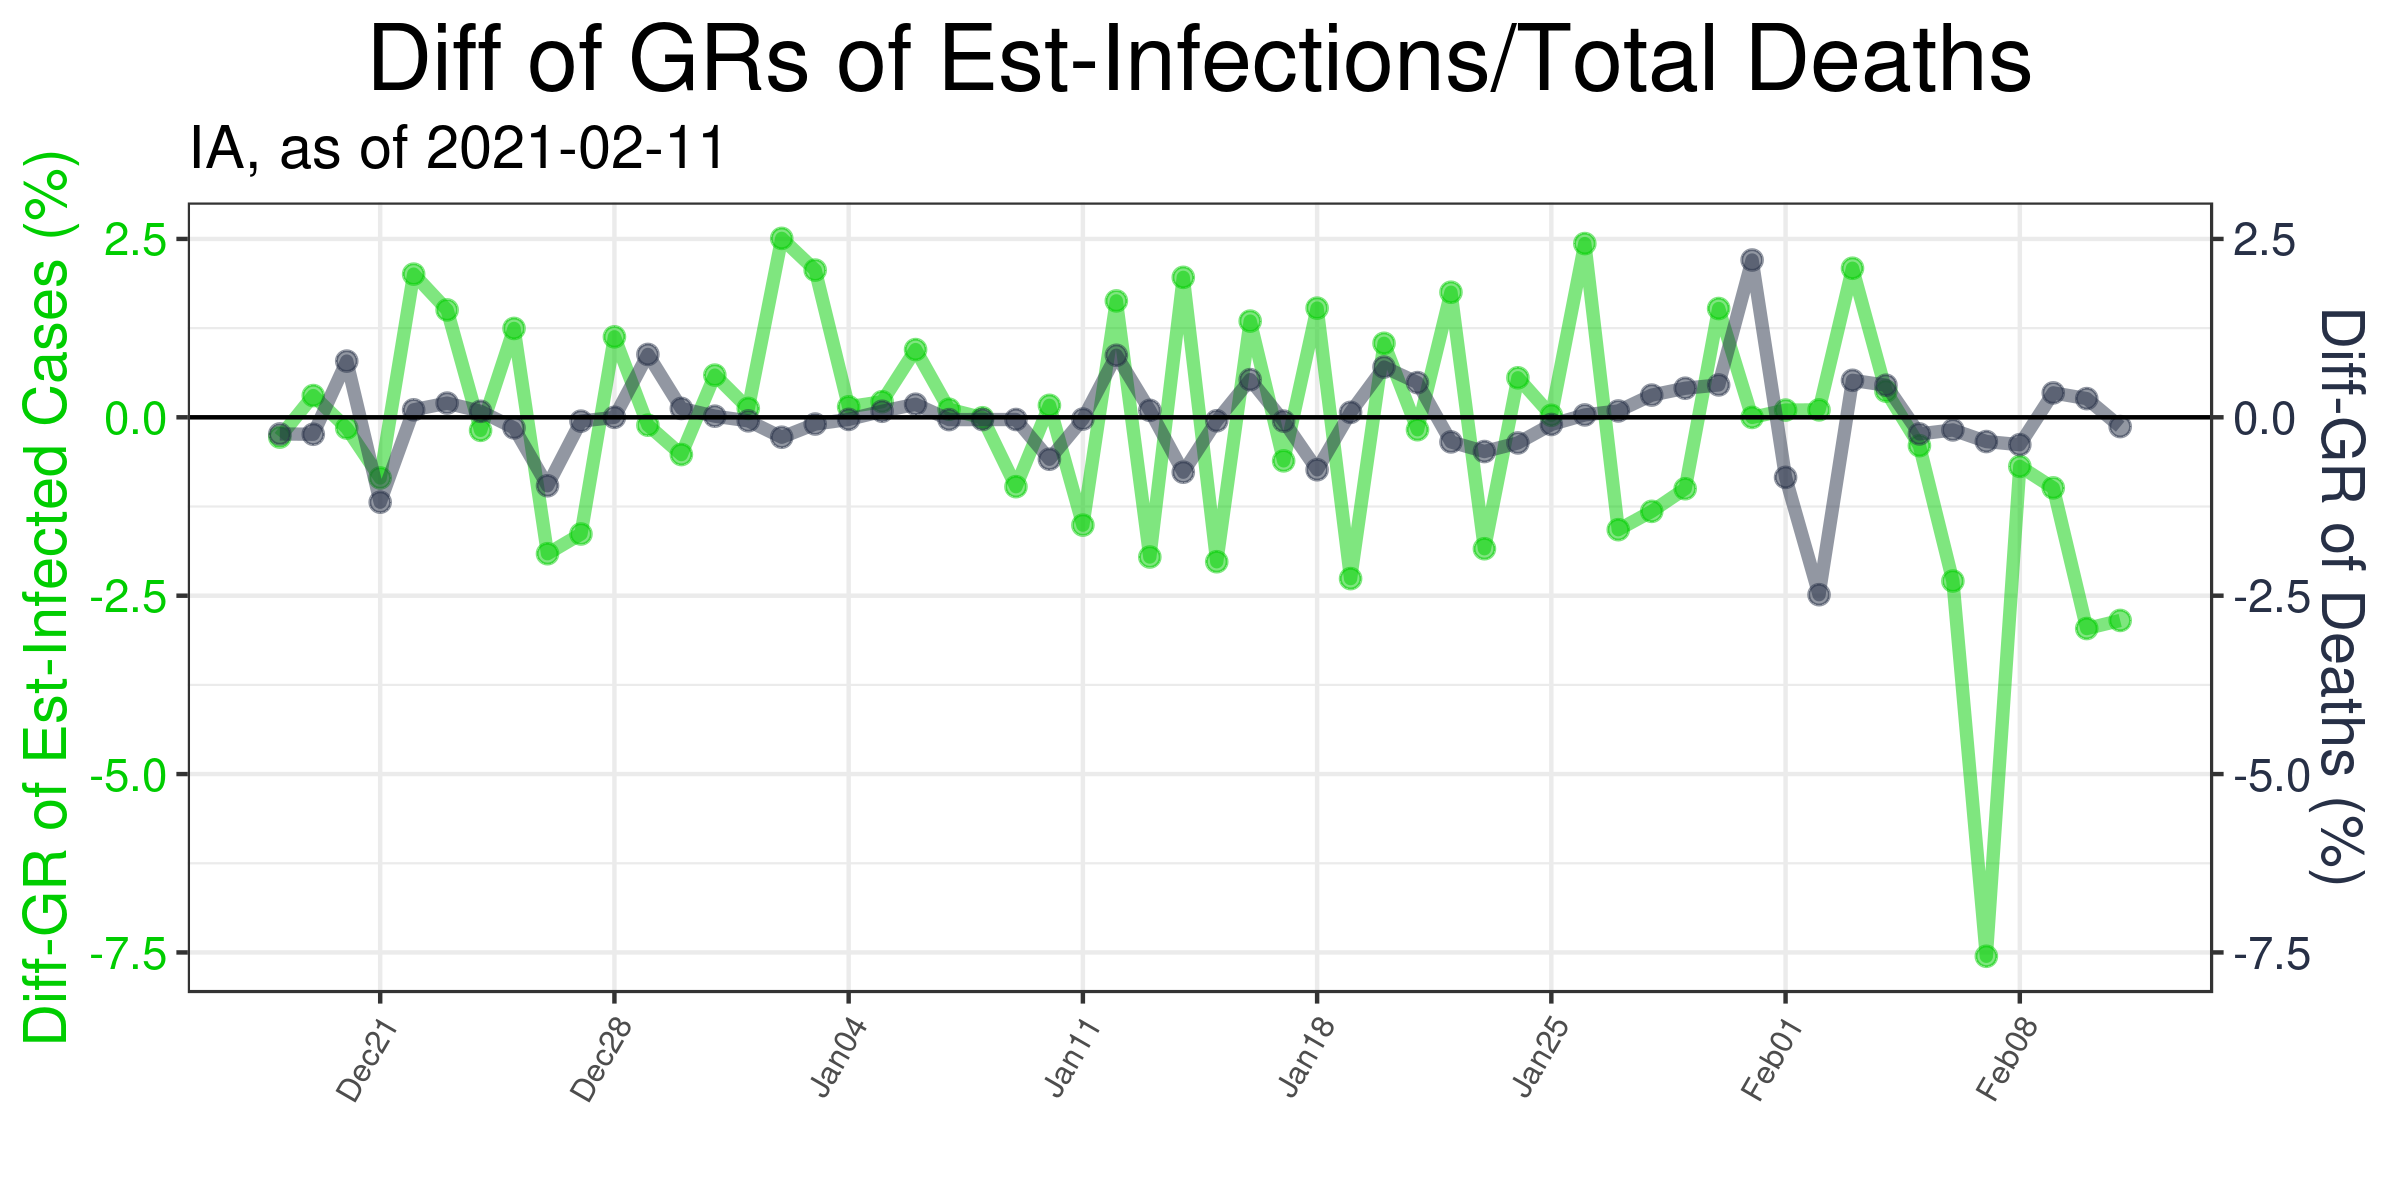 Diff of GRs of Est-Infections/Total Deaths
IA, as of 2021-02-11
Diff-GR of Est-Infected Cases (%)
2.5
0.0
-2.5
-5.0
-7.5
2.5
0.0
-2.5
-5.0
-7.5
Diff-GR of Deaths (%)
Dec21
Dec28
Jan04
Jan11
Jan18
Jan25
Feb01
Feb08